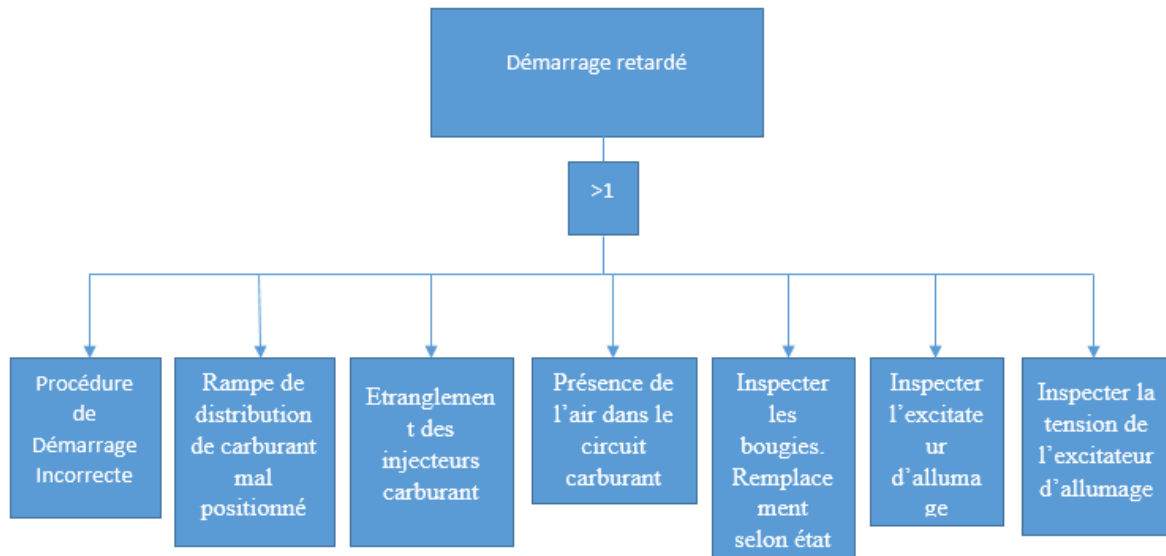 Démarrage retardé
>1
Procédure
de
Démarrage
Incorrecte
Rampe de
distribution
de carburant
mal
positionné
Etranglemen
t des
injecteurs
carburant
Présence de
l'air dans le
circuit
carburant
Inspecter
les
bougies.
Remplace
ment
selon état
Inspecter
l'excitate
ur
d'alluma
ge
Inspecter la
tension de
l'excitateur
d'allumage